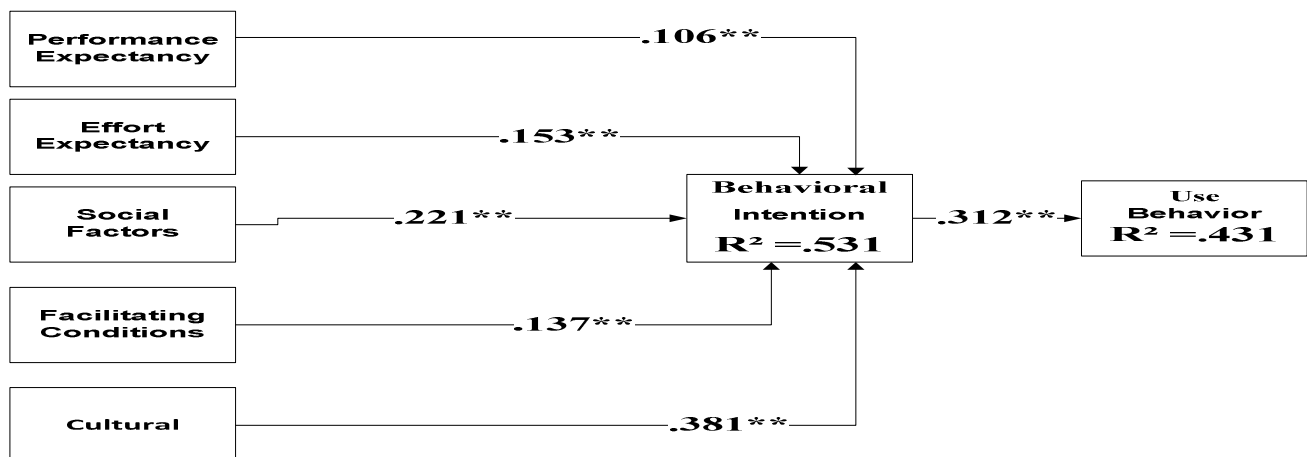 Performance
Expectancy
.106**
Effort
Expectancy
.153**
Social
Factors
.221**
Behavioral
Intention
R² =.531
.312**
Use
Behavior
R² =.431
Facilitating
Conditions
.137**
Cultural
.381**